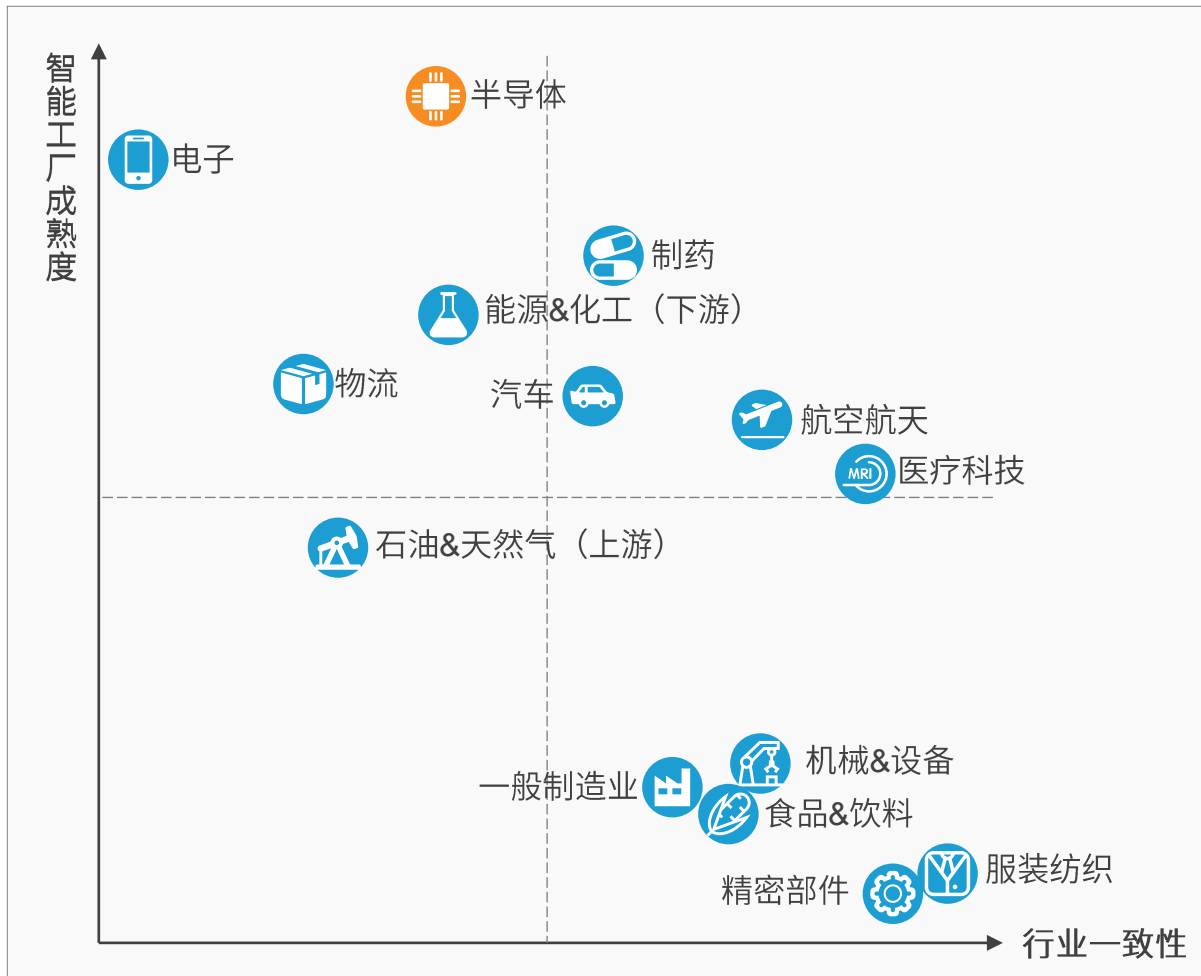 智能工厂成熟度
半导体
电子
制药
能源&化工（下游）
物流
汽车
航空航天
MRI
医疗科技
石油&天然气（上游）
机械&设备
一般制造业
食品&饮料
服装纺织
精密部件
行业一致性